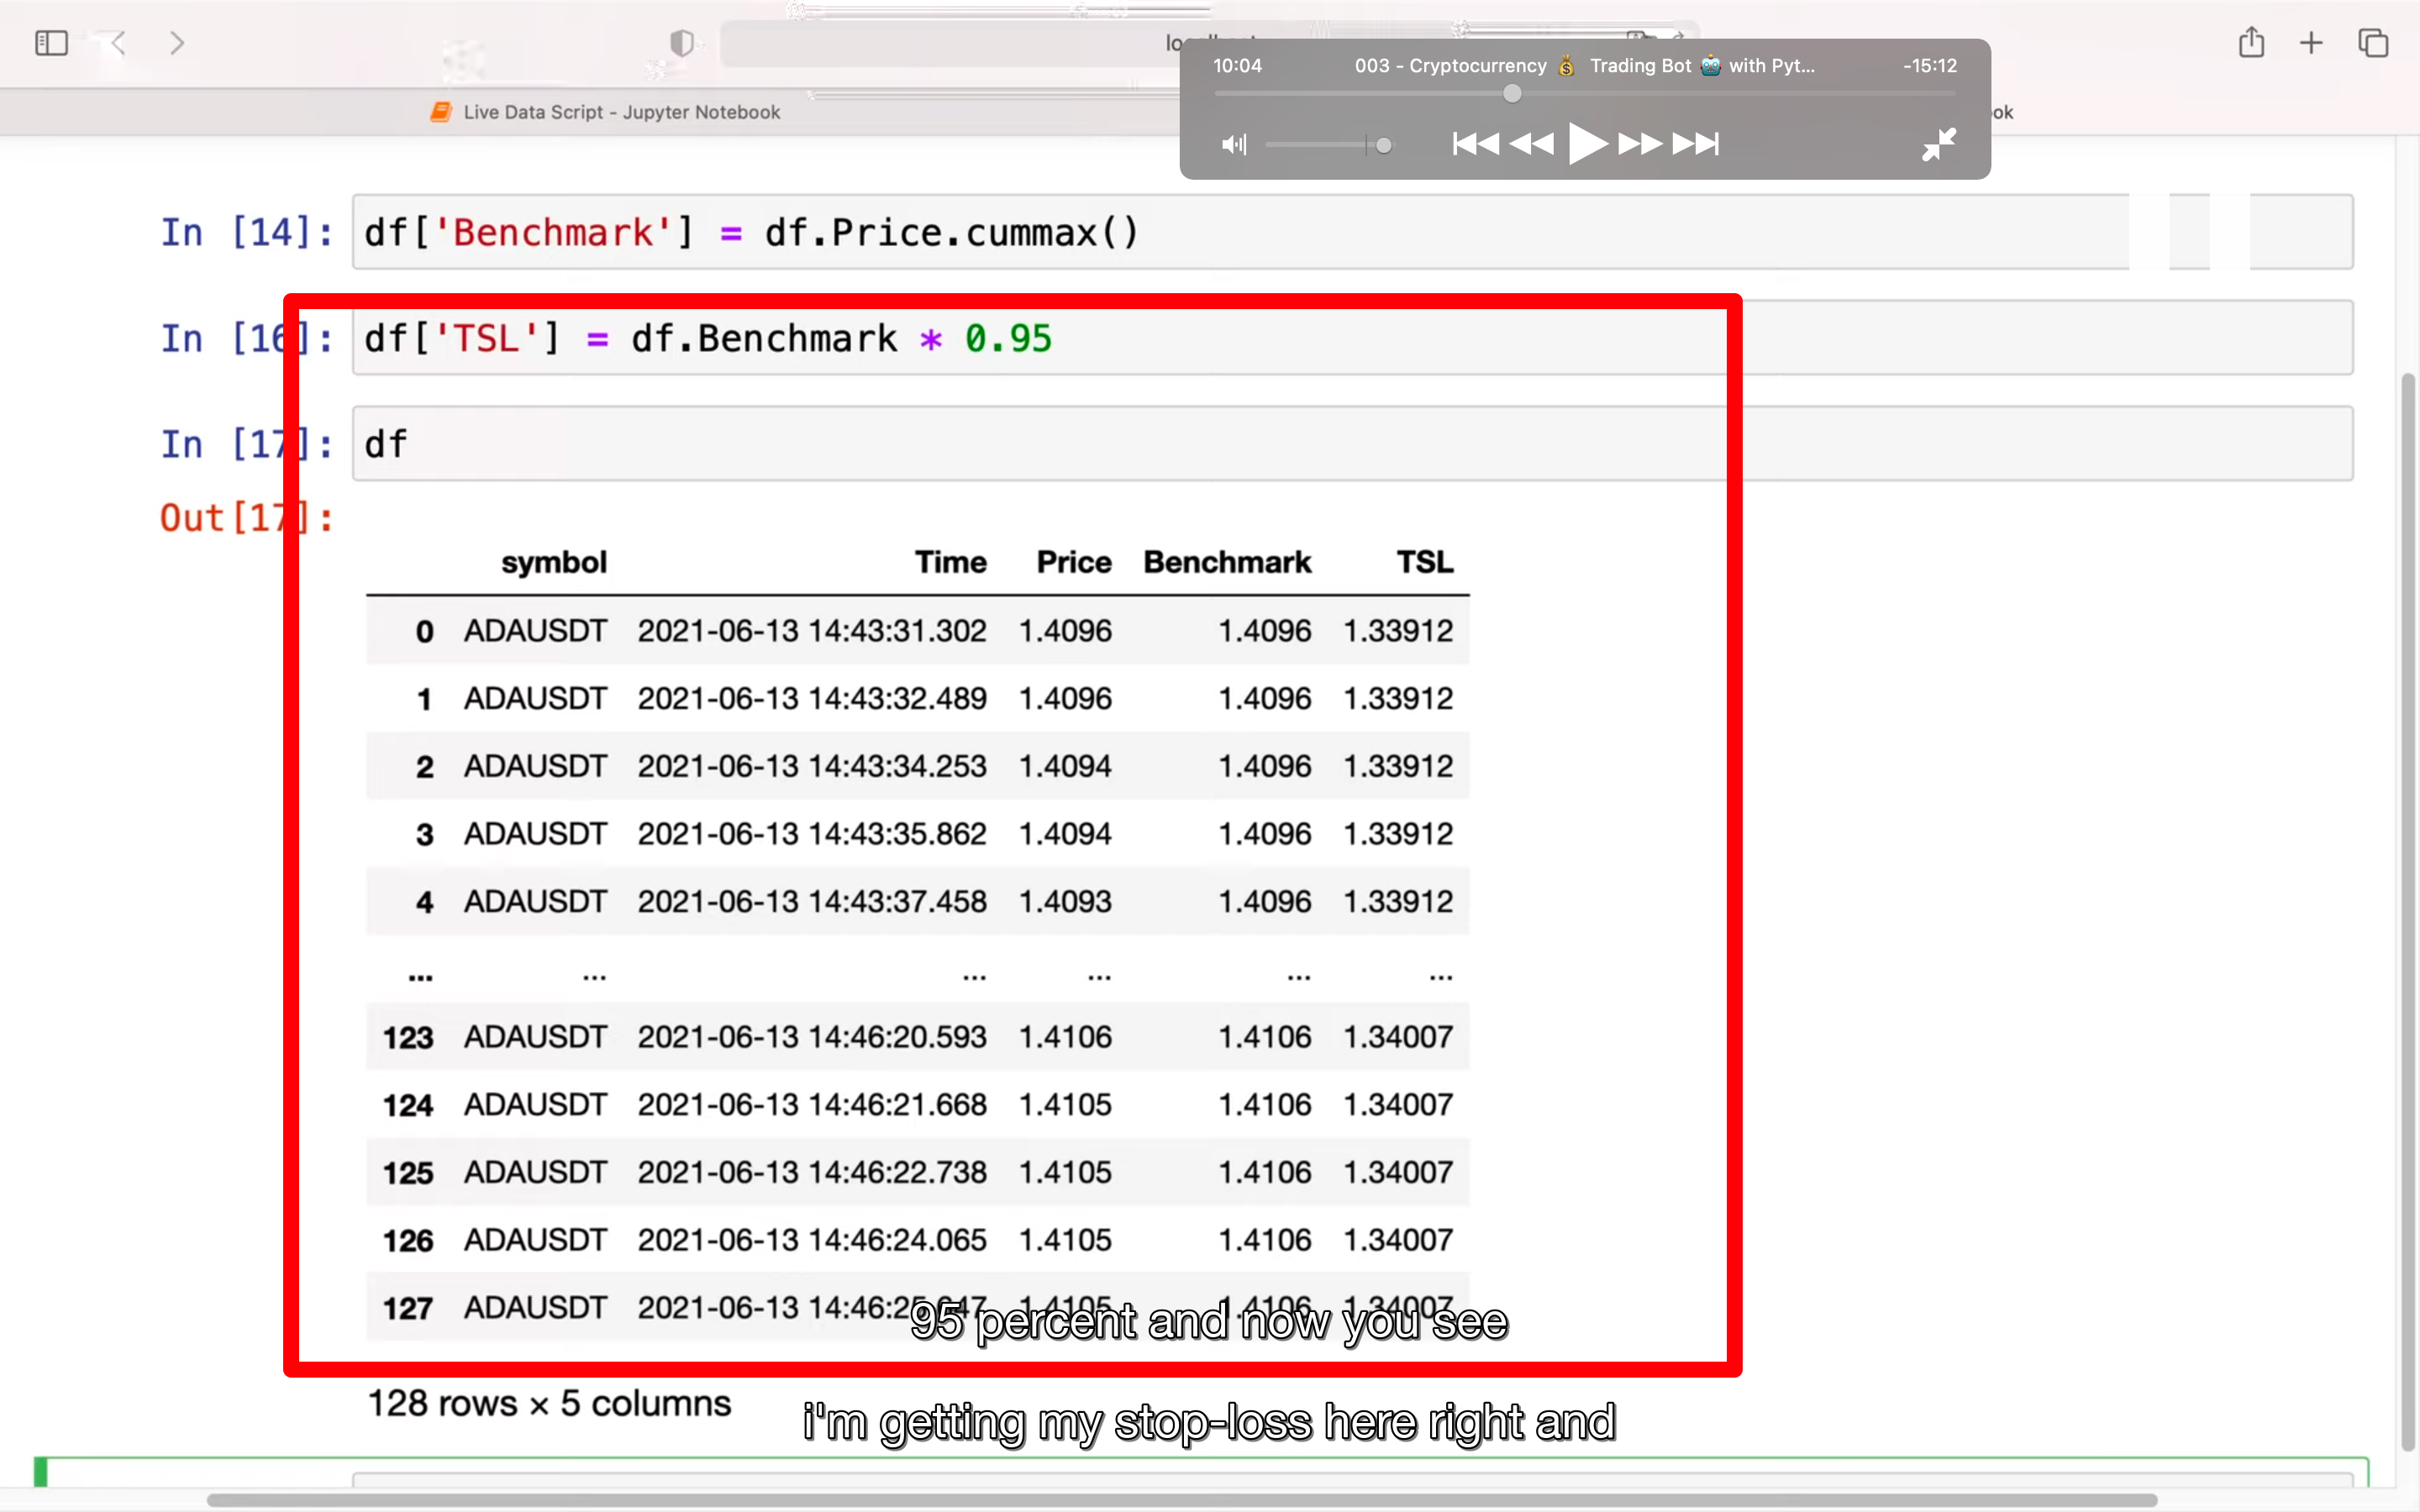 10:04 003 - Cryptocurrency 💰 Trading Bot 🤖 with Pyt... -15:12
Live Data Script - Jupyter Notebook
In [14]: df['Benchmark'] = df.Price.cummax()
In [16]: df['TSL'] = df.Benchmark * 0.95
In [17]: df
Out[17]:
symbol Time Price Benchmark TSL
0 ADAUSDT 2021-06-13 14:43:31.302 1.4096 1.4096 1.33912
1 ADAUSDT 2021-06-13 14:43:32.489 1.4096 1.4096 1.33912
2 ADAUSDT 2021-06-13 14:43:34.253 1.4094 1.4096 1.33912
3 ADAUSDT 2021-06-13 14:43:35.862 1.4094 1.4096 1.33912
4 ADAUSDT 2021-06-13 14:43:37.458 1.4093 1.4096 1.33912
... ... ... ... ... ...
123 ADAUSDT 2021-06-13 14:46:20.593 1.4106 1.4106 1.34007
124 ADAUSDT 2021-06-13 14:46:21.668 1.4105 1.4106 1.34007
125 ADAUSDT 2021-06-13 14:46:22.738 1.4105 1.4106 1.34007
126 ADAUSDT 2021-06-13 14:46:24.065 1.4105 1.4106 1.34007
127 ADAUSDT 2021-06-13 1.4105 1.4106 1.34007
95 percent and now you see
128 rows × 5 columns
i'm getting my stop-loss here right and